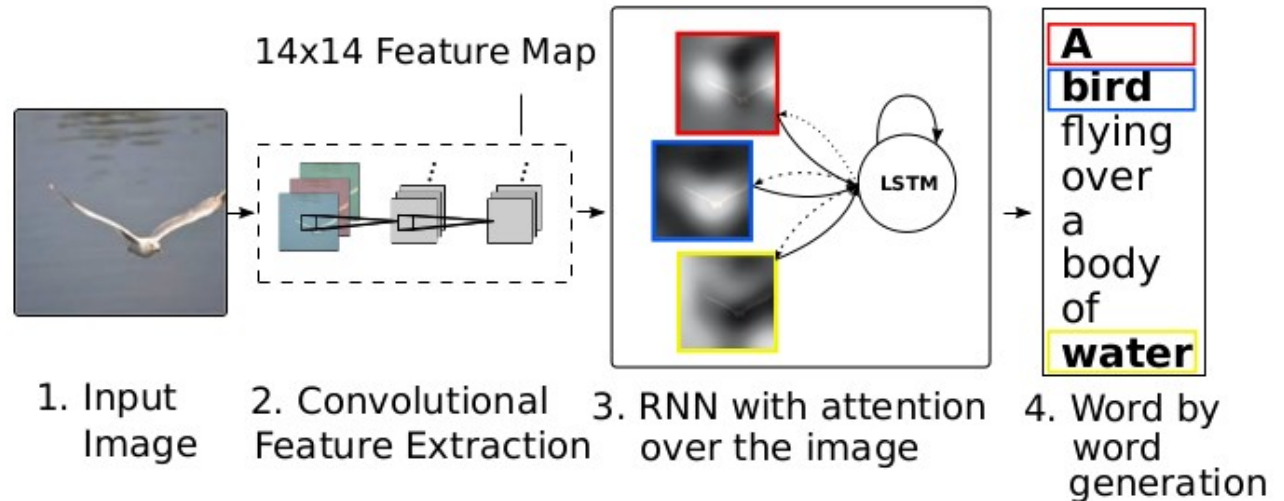 14x14 Feature Map
LSTM
A
bird
flying
over
a
body
of
water
1. Input
Image
2. Convolutional
Feature Extraction
3. RNN with attention
over the image
4. Word by
word
generation